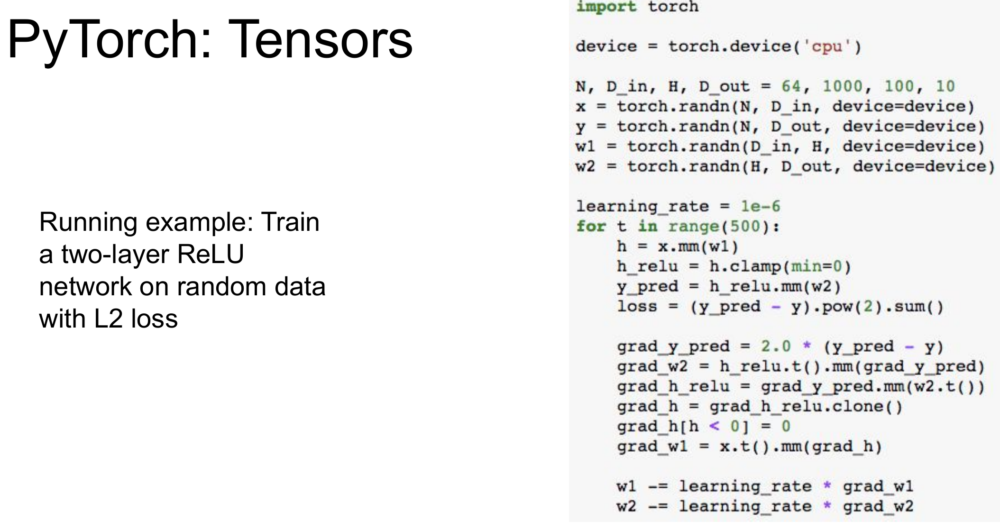 PyTorch: Tensors
Running example: Train
a two-layer ReLU
network on random data
with L2 loss
import torch
device = torch.device('cpu')
N, D_in, H, D_out = 64, 1000, 100, 10
x = torch.randn(N, D_in, device=device)
y = torch.randn(N, D_out, device=device)
w1 = torch.randn(D_in, H, device=device)
w2 = torch.randn(H, D_out, device=device)
learning_rate = 1e-6
for t in range(500):
    h = x.mm(w1)
    h_relu = h.clamp(min=0)
    y_pred = h_relu.mm(w2)
    loss = (y_pred - y).pow(2).sum()
    grad_y_pred = 2.0 * (y_pred - y)
    grad_w2 = h_relu.t().mm(grad_y_pred)
    grad_h_relu = grad_y_pred.mm(w2.t())
    grad_h = grad_h_relu.clone()
    grad_h[h < 0] = 0
    grad_w1 = x.t().mm(grad_h)
    w1 -= learning_rate * grad_w1
    w2 -= learning_rate * grad_w2